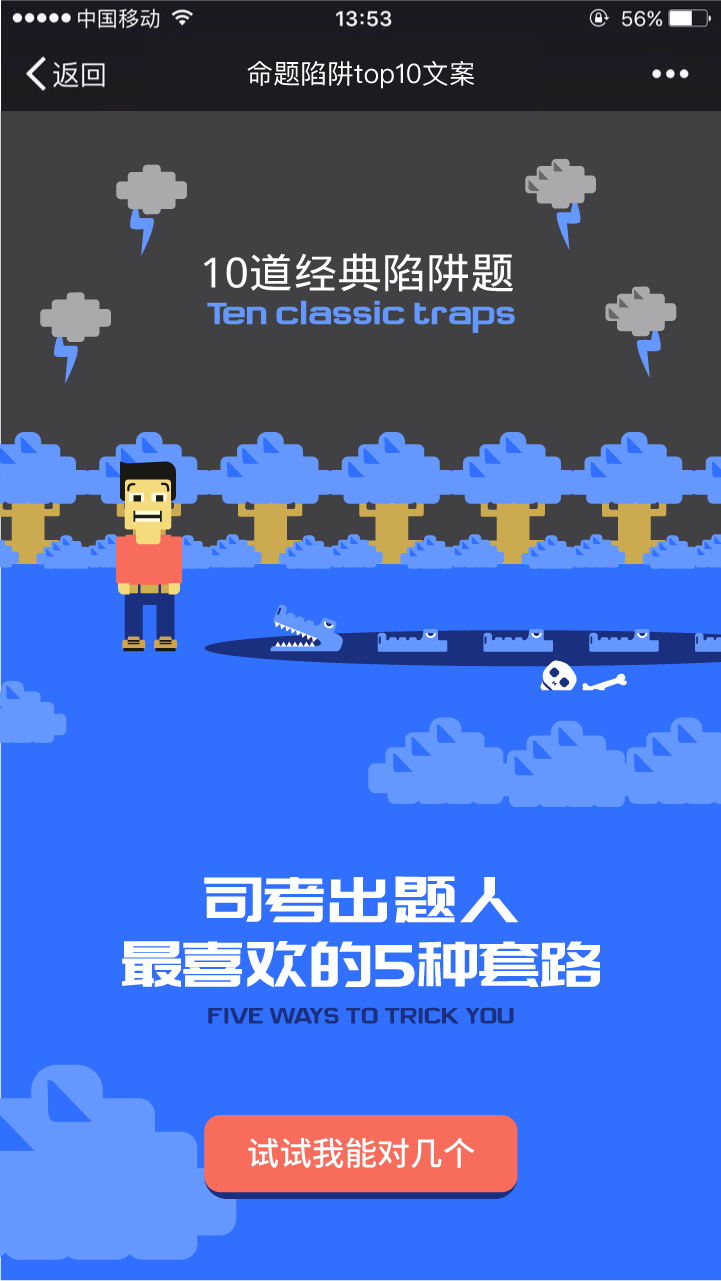 中国移动 13:53 56%
返回 命题陷阱top10文案
10道经典陷阱题
Ten classic traps
司考出题人
最喜欢的5种套路
FIVE WAYS TO TRICK YOU
试试我能对几个